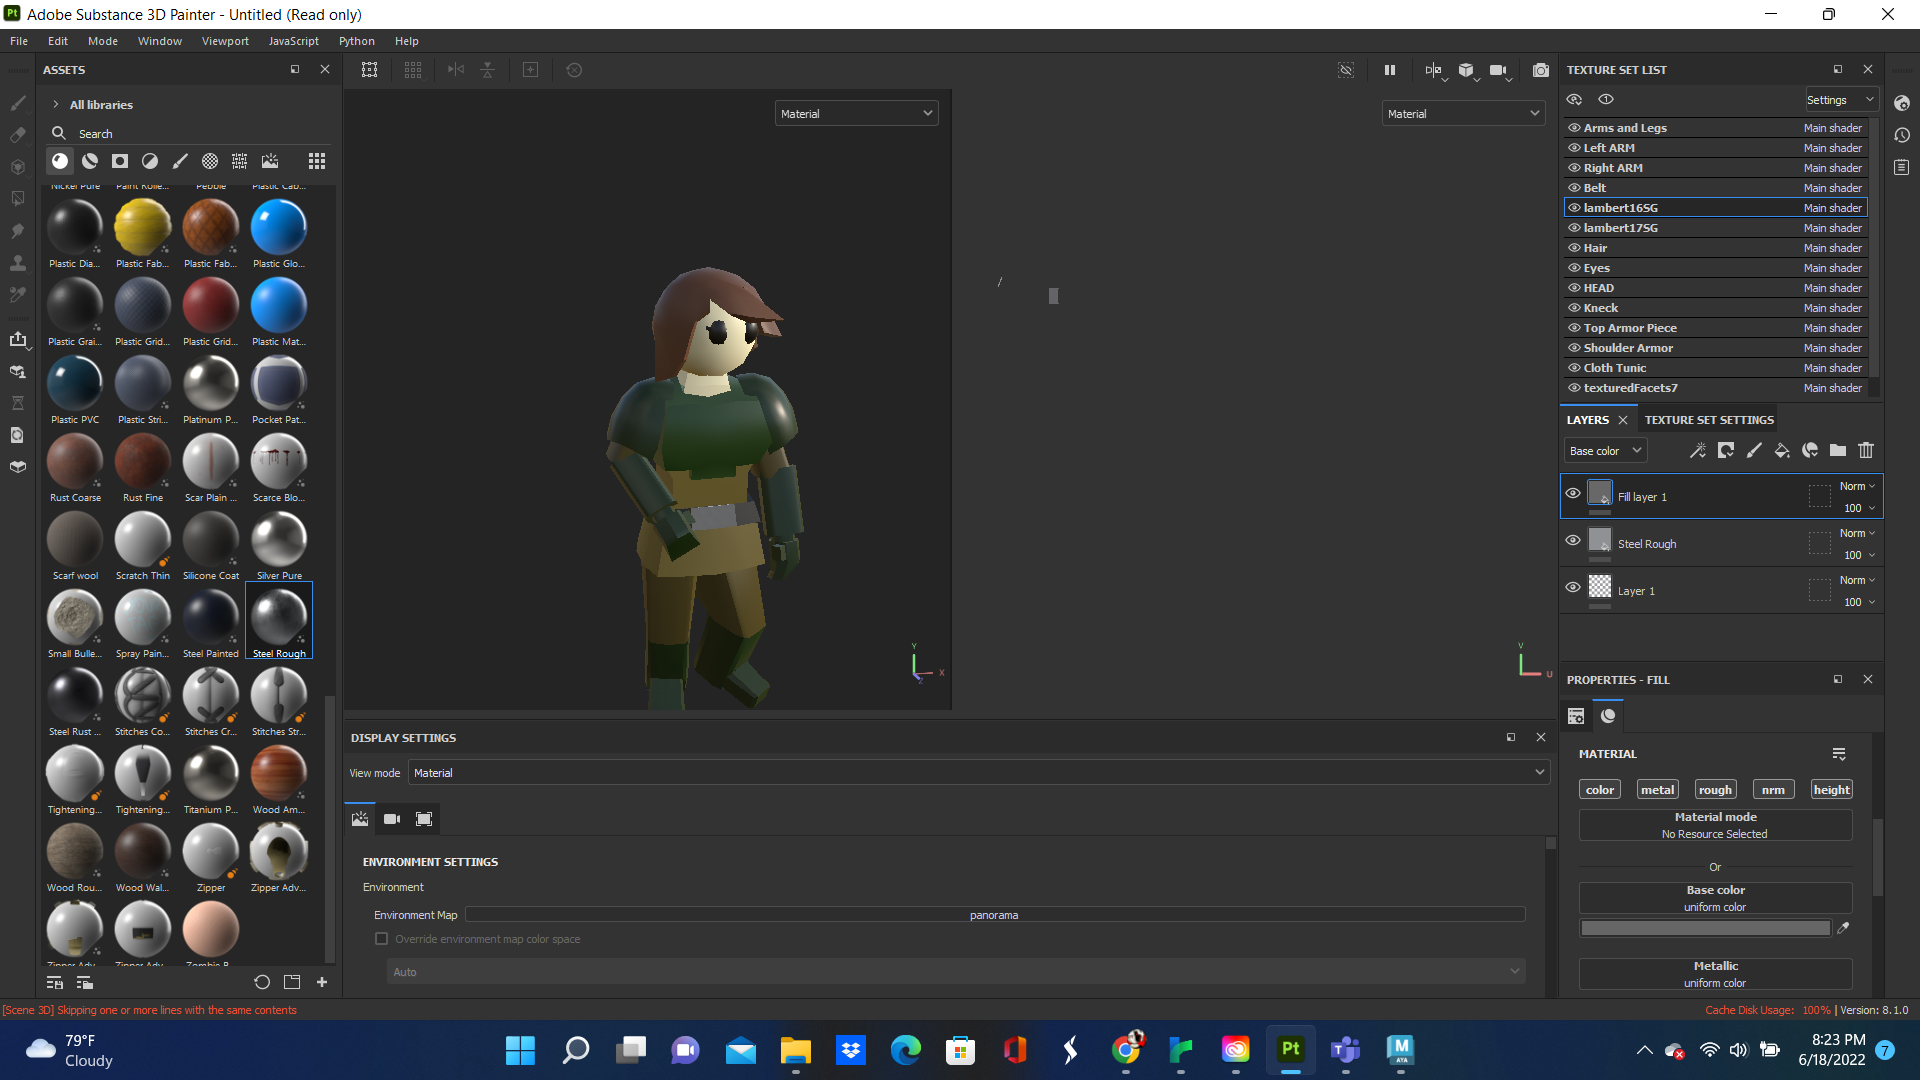 Pt Adobe Substance 3D Painter - Untitled (Read only)
File Edit Mode Window Viewport JavaScript Python Help
ASSETS
All libraries
Search
Nickel Pure Paint Rolle... Pebble Plastic Cab...
Plastic Dia... Plastic Fab... Plastic Fab... Plastic Glo...
Plastic Grai... Plastic Grid... Plastic Grid... Plastic Mat...
Plastic PVC Plastic Stri... Platinum P... Pocket Pat...
Rust Coarse Rust Fine Scar Plain ... Scarce Blo...
Scarf wool Scratch Thin Silicone Coat Silver Pure
Small Bulle... Spray Pain... Steel Painted Steel Rough
Steel Rust ... Stitches Co... Stitches Cr... Stitches Str...
Tightening... Tightening... Titanium P... Wood Am...
Wood Rou... Wood Wal... Zipper Zipper Adv...
Zipper Adv... Zipper Adv... Zombie B...
Material
Material
Y X Z
V U
DISPLAY SETTINGS
View mode Material
ENVIRONMENT SETTINGS
Environment
Environment Map panorama
Override environment map color space
Auto
TEXTURE SET LIST
Settings
Arms and Legs Main shader
Left ARM Main shader
Right ARM Main shader
Belt Main shader
lambert16SG Main shader
lambert17SG Main shader
Hair Main shader
Eyes Main shader
HEAD Main shader
Kneck Main shader
Top Armor Piece Main shader
Shoulder Armor Main shader
Cloth Tunic Main shader
texturedFacets7 Main shader
LAYERS TEXTURE SET SETTINGS
Base color
Fill layer 1 Norm 100
Steel Rough Norm 100
Layer 1 Norm 100
PROPERTIES - FILL
MATERIAL
color metal rough nrm height
Material mode
No Resource Selected
Or
Base color
uniform color
Metallic
uniform color
[Scene 3D] Skipping one or more lines with the same contents
Cache Disk Usage: 100% | Version: 8.1.0
79°F
Cloudy
Pt
M
AYA
8:23 PM
6/18/2022
7